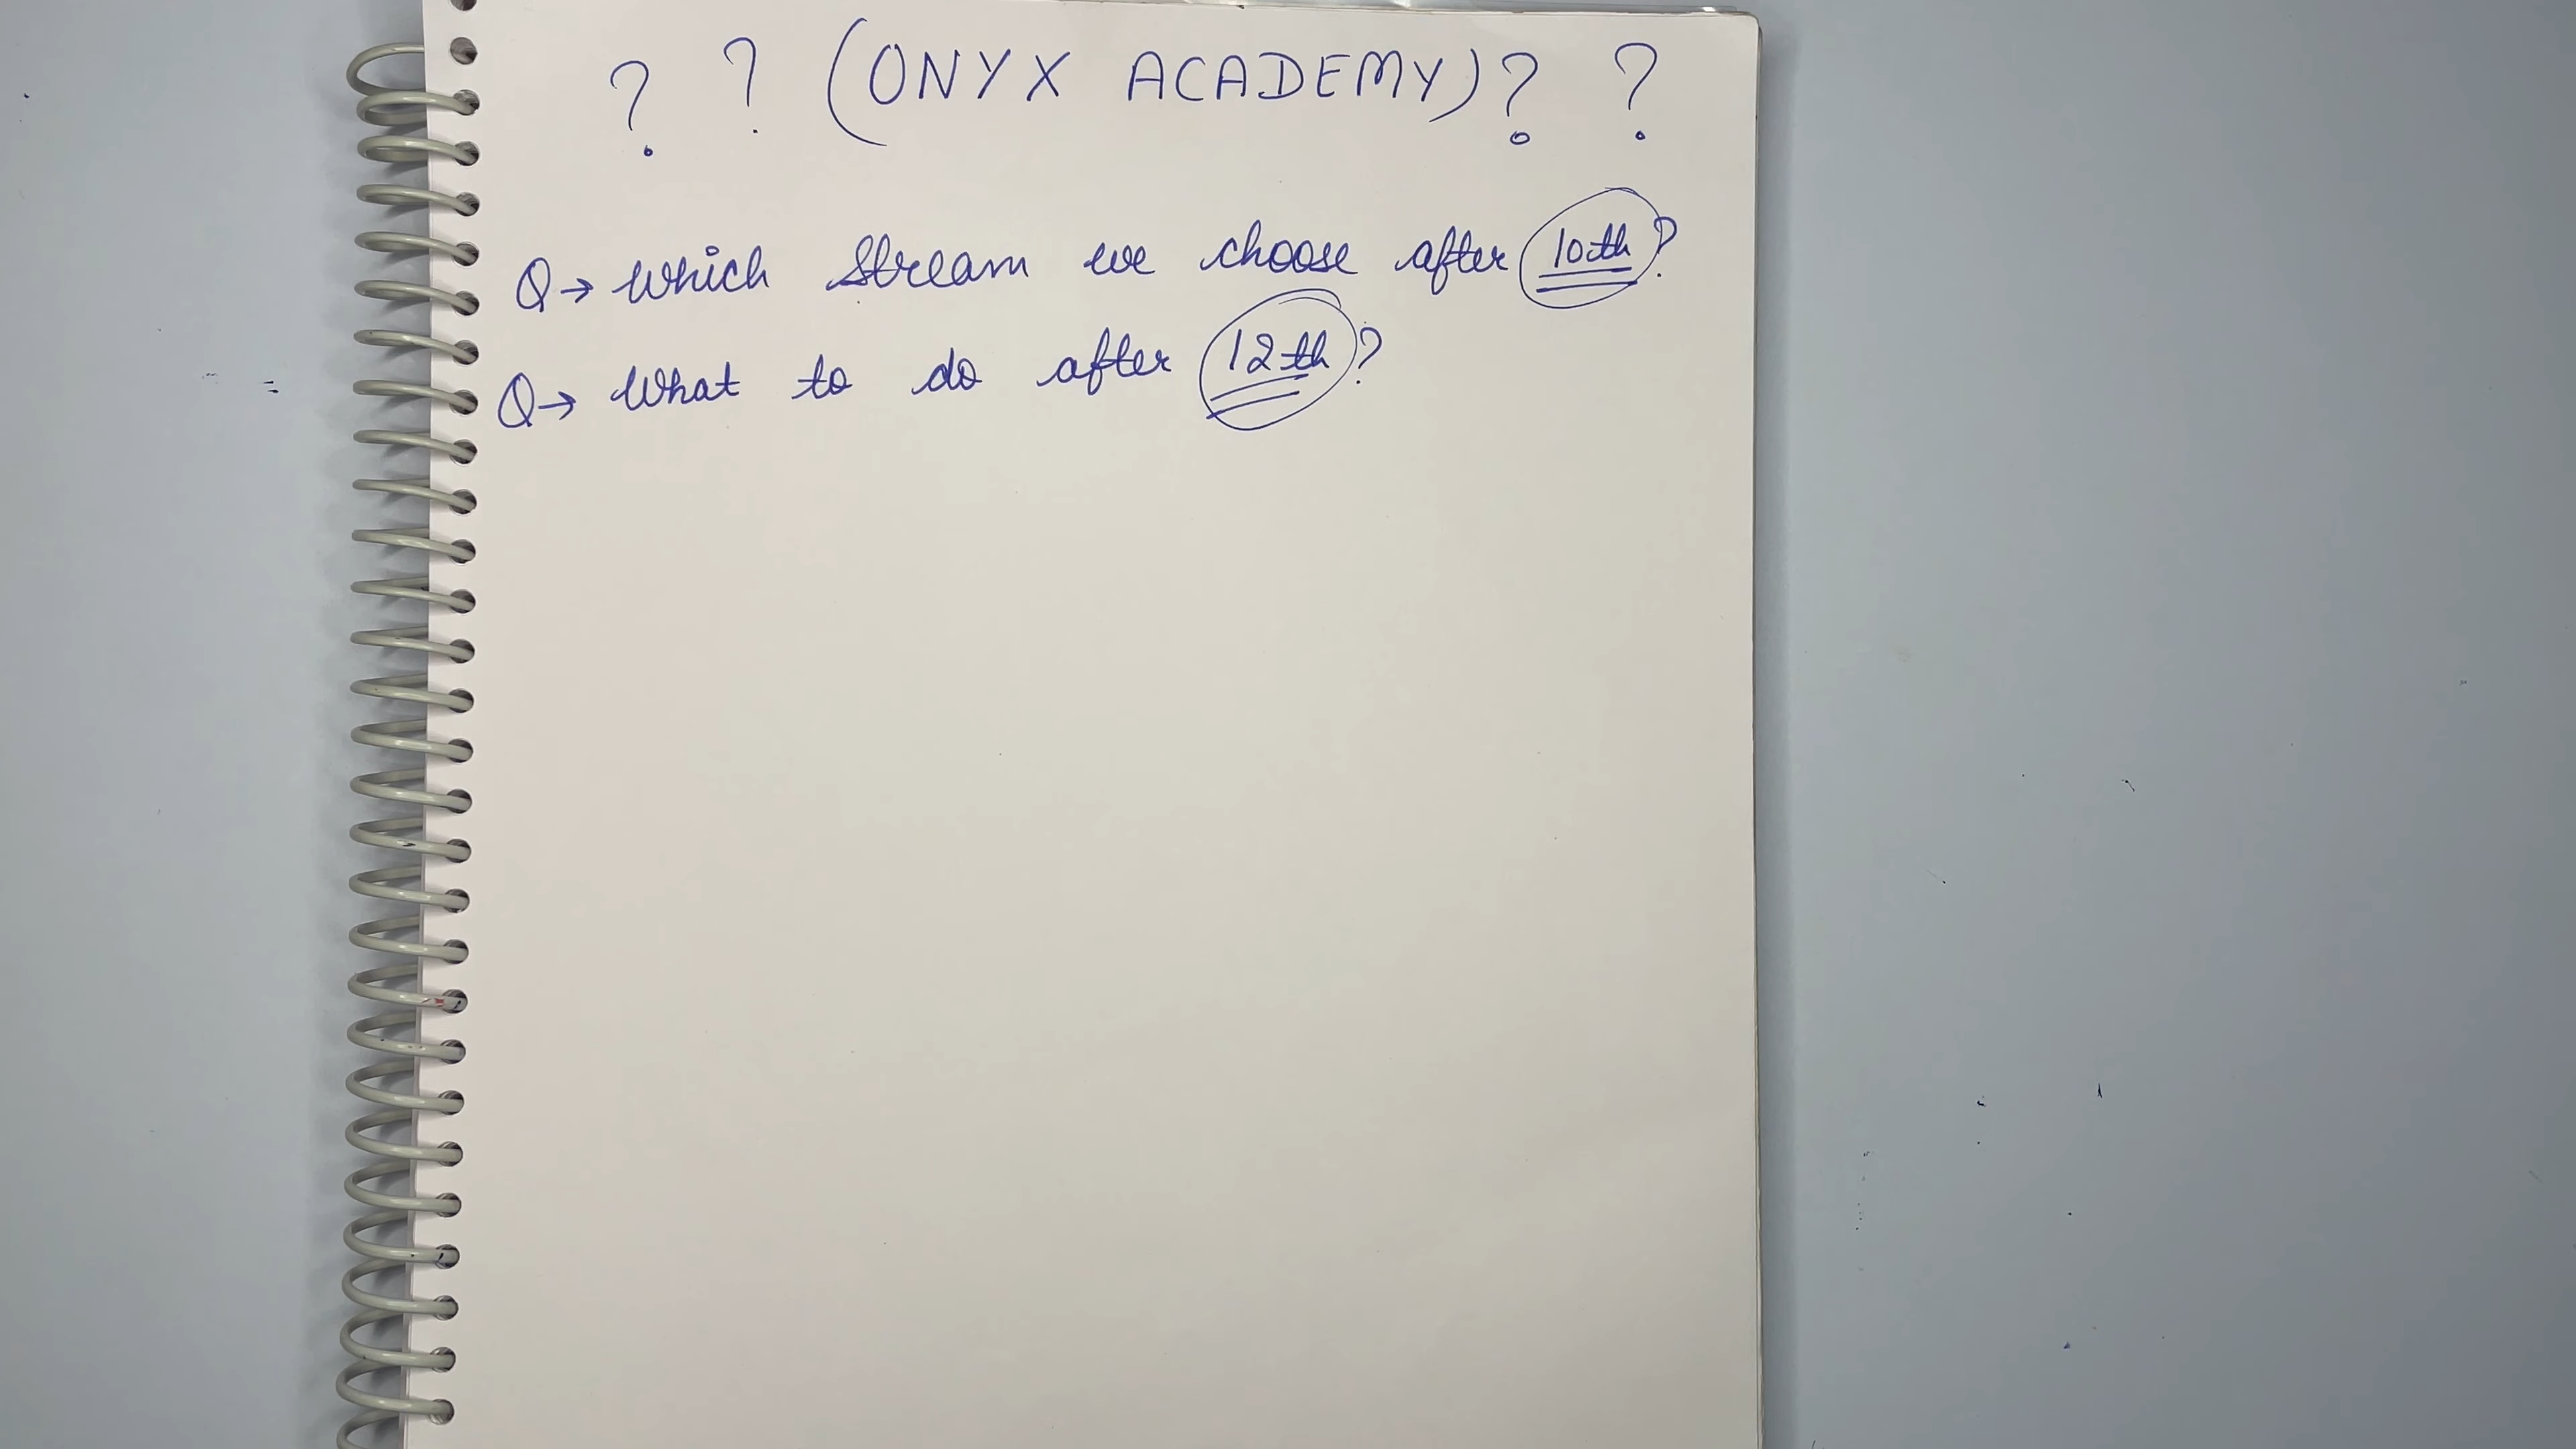 ? ? (ONYX ACADEMY) ? ?
Q→ Which Stream we choose after 10th?
Q→ What to do after 12th?